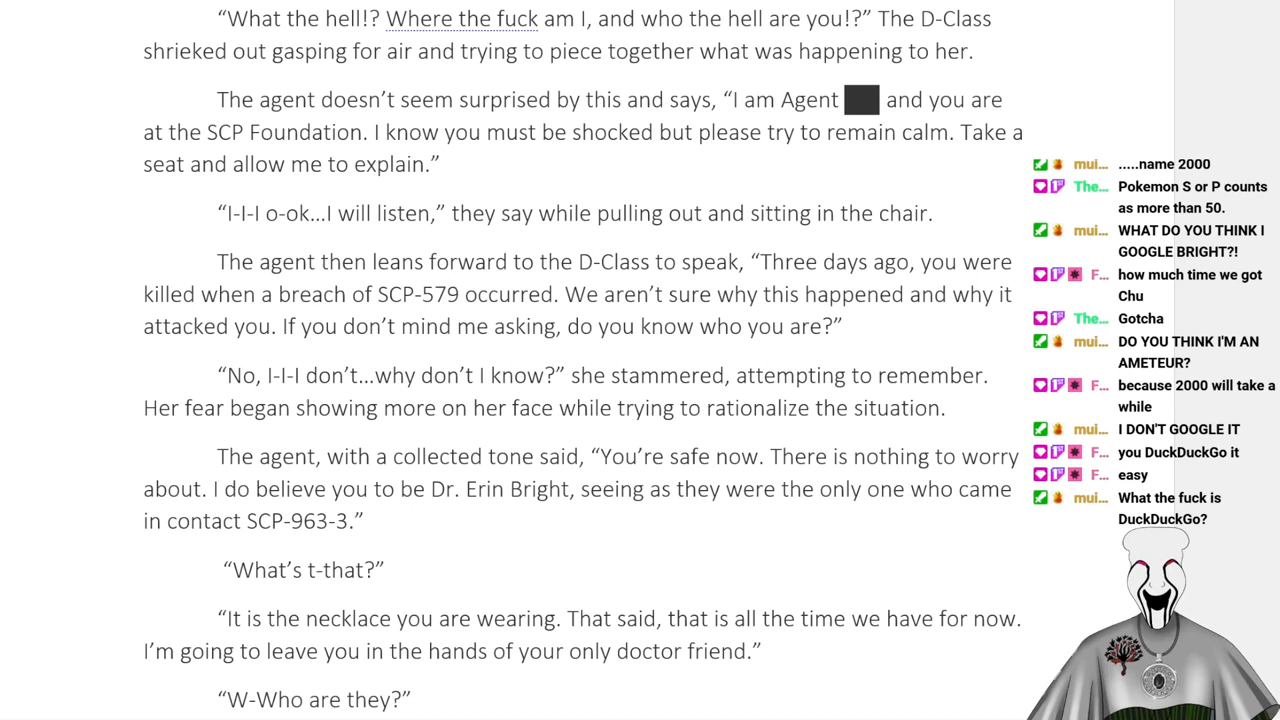 “What the hell!? Where the fuck am I, and who the hell are you!?” The D-Class
shrieked out gasping for air and trying to piece together what was happening to her.
The agent doesn’t seem surprised by this and says, “I am Agent and you are
at the SCP Foundation. I know you must be shocked but please try to remain calm. Take a
seat and allow me to explain.”
“I-I-I o-ok...I will listen,” they say while pulling out and sitting in the chair.
The agent then leans forward to the D-Class to speak, “Three days ago, you were
killed when a breach of SCP-579 occurred. We aren’t sure why this happened and why it
attacked you. If you don’t mind me asking, do you know who you are?”
“No, I-I-I don’t...why don’t I know?” she stammered, attempting to remember.
Her fear began showing more on her face while trying to rationalize the situation.
The agent, with a collected tone said, “You’re safe now. There is nothing to worry
about. I do believe you to be Dr. Erin Bright, seeing as they were the only one who came
in contact SCP-963-3.”
“What’s t-that?”
“It is the necklace you are wearing. That said, that is all the time we have for now.
I’m going to leave you in the hands of your only doctor friend.”
“W-Who are they?”
mui... .....name 2000
The... Pokemon S or P counts
as more than 50.
mui... WHAT DO YOU THINK I
GOOGLE BRIGHT?!
F... how much time we got
Chu
The... Gotcha
mui... DO YOU THINK I'M AN
AMETEUR?
F... because 2000 will take a
while
mui... I DON'T GOOGLE IT
F... you DuckDuckGo it
F... easy
mui... What the fuck is
DuckDuckGo?